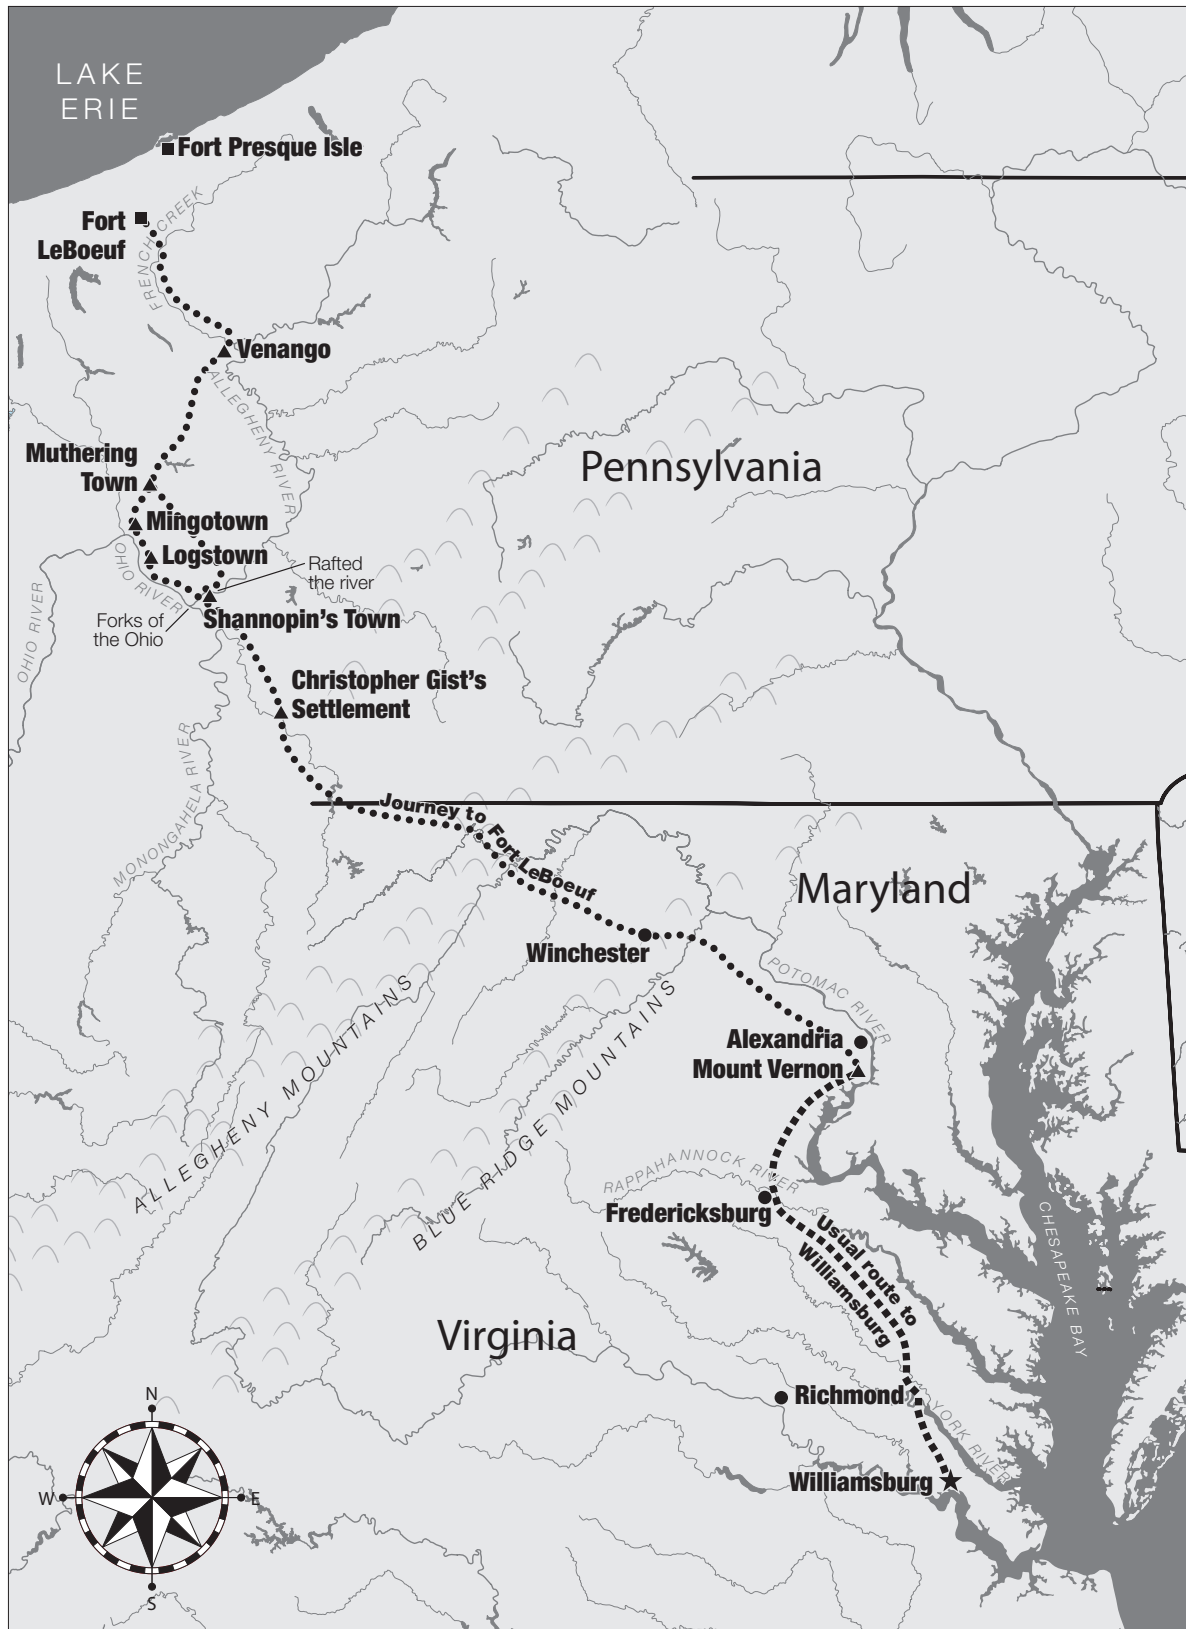 LAKE
ERIE
Fort Presque Isle
FRENCH CREEK
Fort
LeBoeuf
Venango
ALLEGHENY RIVER
Muthering
Town
Pennsylvania
Mingotown
Logstown
OHIO RIVER
Rafted
the river
OHIO RIVER
Shannopin's Town
Forks of
the Ohio
Christopher Gist's
Settlement
MONONGAHELA RIVER
Journey to Fort LeBoeuf
Maryland
Winchester
POTOMAC RIVER
ALLEGHENY MOUNTAINS
BLUE RIDGE MOUNTAINS
Alexandria
Mount Vernon
RAPPAHANNOCK RIVER
Fredericksburg
CHESAPEAKE BAY
Usual route to
Williamsburg
Virginia
Richmond
YORK RIVER
Williamsburg
N
W
E
S